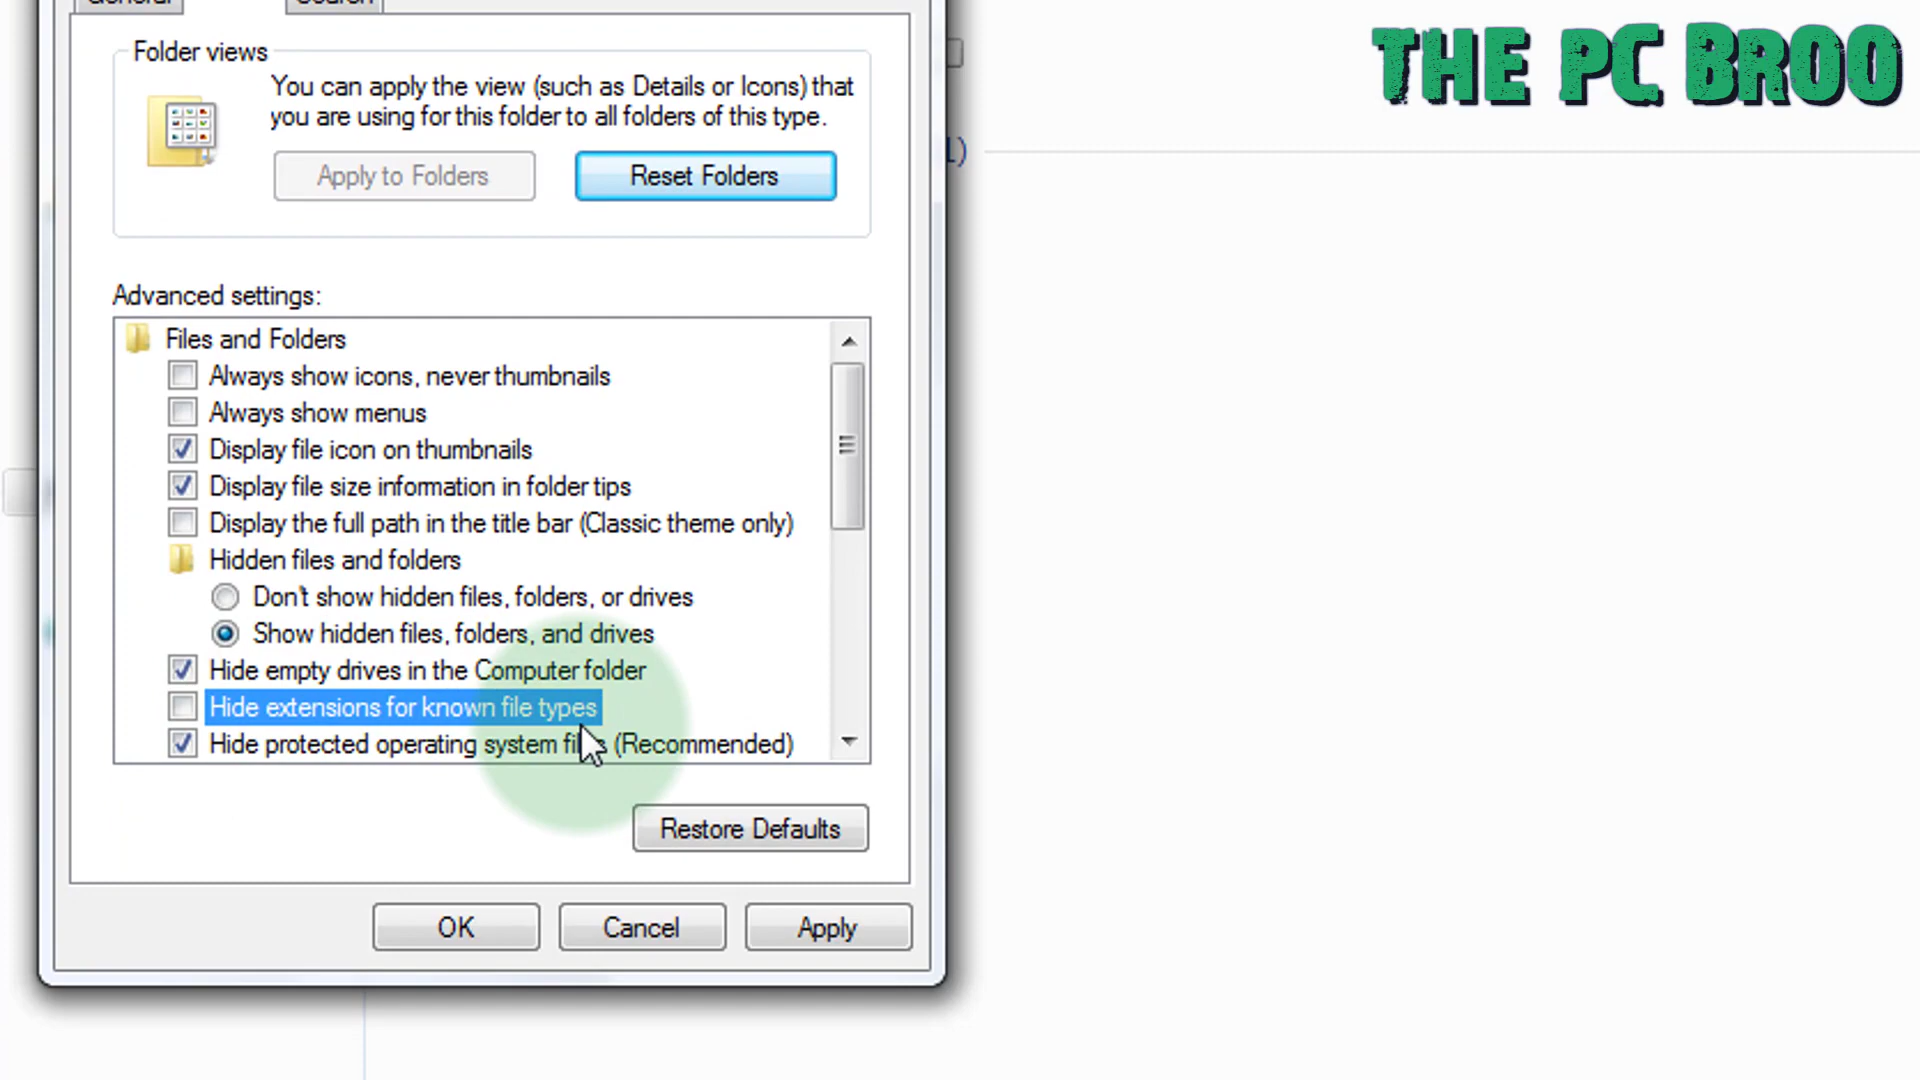 General
Search
THE PC BROO
Folder views
You can apply the view (such as Details or Icons) that
you are using for this folder to all folders of this type.
Apply to Folders
Reset Folders
Advanced settings:
Files and Folders
Always show icons, never thumbnails
Always show menus
Display file icon on thumbnails
Display file size information in folder tips
Display the full path in the title bar (Classic theme only)
Hidden files and folders
Don't show hidden files, folders, or drives
Show hidden files, folders, and drives
Hide empty drives in the Computer folder
Hide extensions for known file types
Hide protected operating system files (Recommended)
Restore Defaults
OK
Cancel
Apply